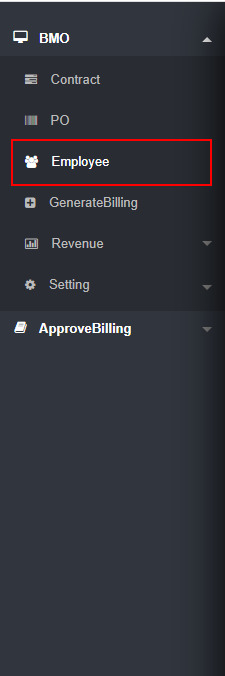 BMO
Contract
PO
Employee
GenerateBilling
Revenue
Setting
ApproveBilling